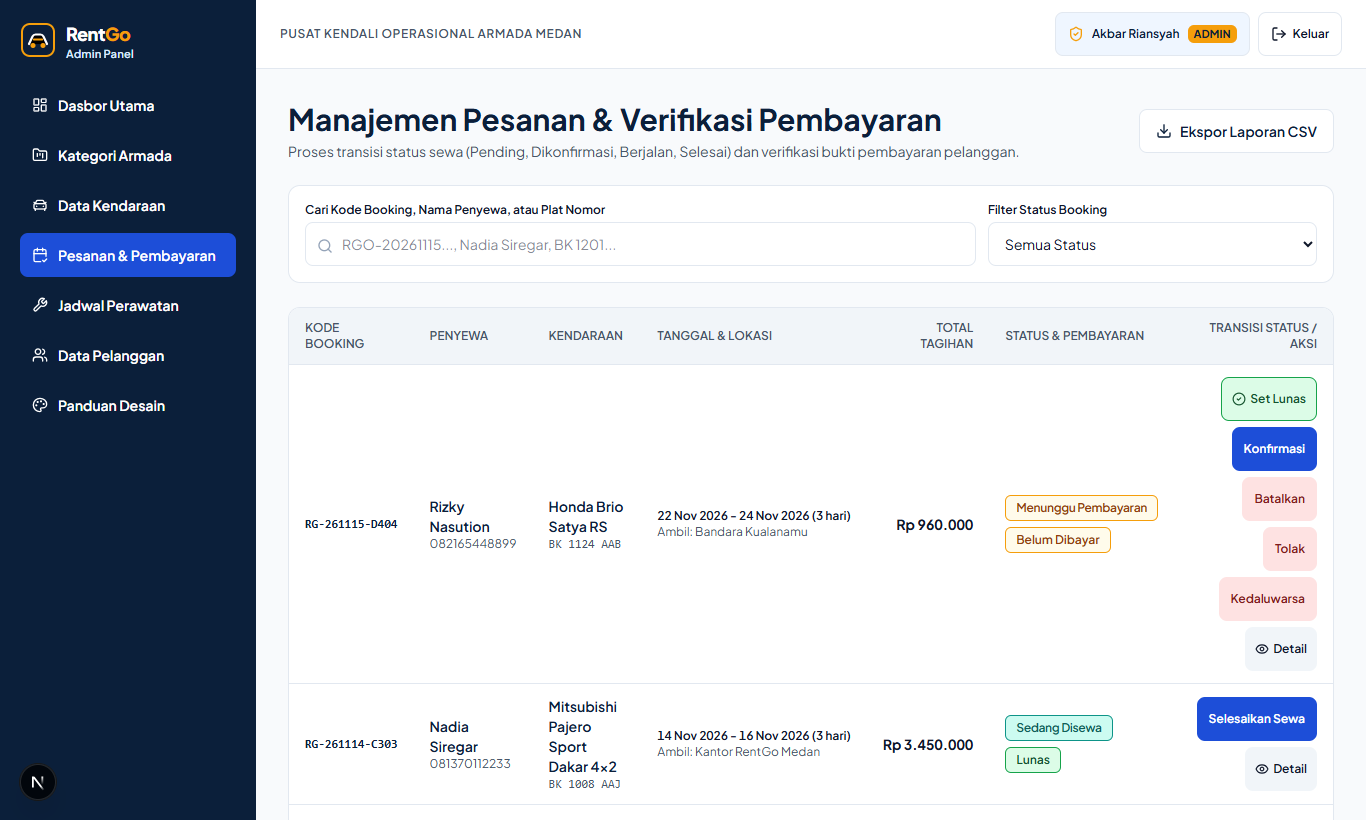 RentGo
Admin Panel
Dasbor Utama
Kategori Armada
Data Kendaraan
Pesanan & Pembayaran
Jadwal Perawatan
Data Pelanggan
Panduan Desain
N
PUSAT KENDALI OPERASIONAL ARMADA MEDAN
Akbar Riansyah ADMIN
Keluar
Manajemen Pesanan & Verifikasi Pembayaran
Proses transisi status sewa (Pending, Dikonfirmasi, Berjalan, Selesai) dan verifikasi bukti pembayaran pelanggan.
Ekspor Laporan CSV
Cari Kode Booking, Nama Penyewa, atau Plat Nomor
RGO-20261115..., Nadia Siregar, BK 1201...
Filter Status Booking
Semua Status
KODE
BOOKING
PENYEWA
KENDARAAN
TANGGAL & LOKASI
TOTAL
TAGIHAN
STATUS & PEMBAYARAN
TRANSISI STATUS /
AKSI
RG-261115-D404
Rizky
Nasution
082165448899
Honda Brio
Satya RS
BK 1124 AAB
22 Nov 2026 - 24 Nov 2026 (3 hari)
Ambil: Bandara Kualanamu
Rp 960.000
Menunggu Pembayaran
Belum Dibayar
Set Lunas
Konfirmasi
Batalkan
Tolak
Kedaluwarsa
Detail
RG-261114-C303
Nadia
Siregar
081370112233
Mitsubishi
Pajero
Sport
Dakar 4x2
BK 1008 AAJ
14 Nov 2026 - 16 Nov 2026 (3 hari)
Ambil: Kantor RentGo Medan
Rp 3.450.000
Sedang Disewa
Lunas
Selesaikan Sewa
Detail